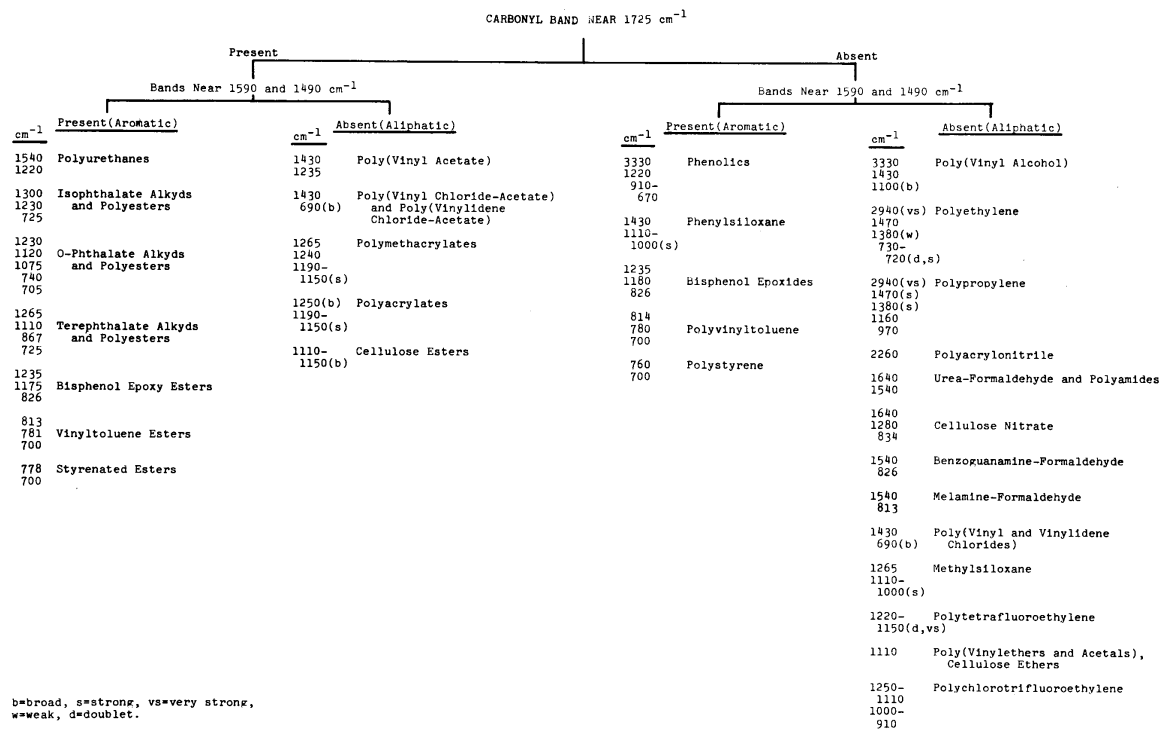 CARBONYL BAND NEAR 1725 cm-1
Present
Absent
Bands Near 1590 and 1490 cm-1
Bands Near 1590 and 1490 cm-1
cm-1 Present(Aromatic)
1540 Polyurethanes
1220
1300 Isophthalate Alkyds
1230 and Polyesters
725
1230
1120 O-Phthalate Alkyds
1075 and Polyesters
740
705
1265
1110 Terephthalate Alkyds
867 and Polyesters
725
1235
1175 Bisphenol Epoxy Esters
826
813
781 Vinyltoluene Esters
700
778 Styrenated Esters
700
cm-1 Absent(Aliphatic)
1430 Poly(Vinyl Acetate)
1235
1430 Poly(Vinyl Chloride-Acetate)
690(b) and Poly(Vinylidene
Chloride-Acetate)
1265 Polymethacrylates
1240
1190-
1150(s)
1250(b) Polyacrylates
1190-
1150(s)
1110- Cellulose Esters
1150(b)
cm-1 Present(Aromatic)
3330 Phenolics
1220
910-
670
1430 Phenylsiloxane
1110-
1000(s)
1235
1180 Bisphenol Epoxides
826
814
780 Polyvinyltoluene
700
760 Polystyrene
700
cm-1 Absent(Aliphatic)
3330 Poly(Vinyl Alcohol)
1430
1100(b)
2940(vs) Polyethylene
1470
1380(w)
730-
720(d,s)
2940(vs) Polypropylene
1470(s)
1380(s)
1160
970
2260 Polyacrylonitrile
1640 Urea-Formaldehyde and Polyamides
1540
1640
1280 Cellulose Nitrate
834
1540 Benzoguanamine-Formaldehyde
826
1540 Melamine-Formaldehyde
813
1430 Poly(Vinyl and Vinylidene
690(b) Chlorides)
1265 Methylsiloxane
1110-
1000(s)
1220- Polytetrafluoroethylene
1150(d,vs)
1110 Poly(Vinylethers and Acetals),
Cellulose Ethers
1250- Polychlorotrifluoroethylene
1110
1000-
910
b=broad, s=strong, vs=very strong,
w=weak, d=doublet.